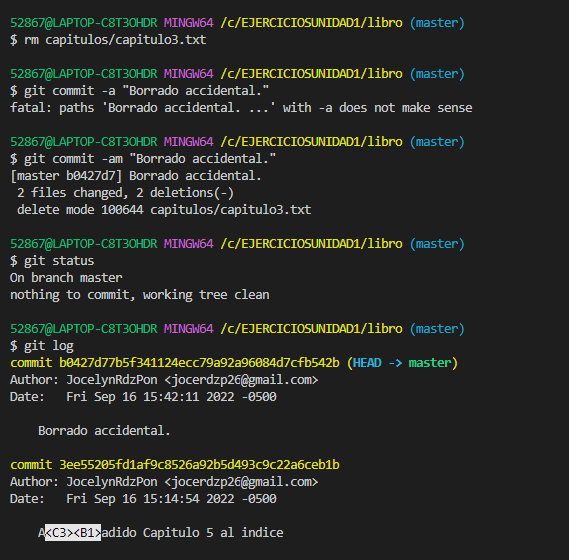 52867@LAPTOP-C8T3OHDR MINGW64 /c/EJERCICIOSUNIDAD1/libro (master)
$ rm capitulos/capitulo3.txt
52867@LAPTOP-C8T3OHDR MINGW64 /c/EJERCICIOSUNIDAD1/libro (master)
$ git commit -a "Borrado accidental."
fatal: paths 'Borrado accidental. ...' with -a does not make sense
52867@LAPTOP-C8T3OHDR MINGW64 /c/EJERCICIOSUNIDAD1/libro (master)
$ git commit -am "Borrado accidental."
[master b0427d7] Borrado accidental.
2 files changed, 2 deletions(-)
delete mode 100644 capitulos/capitulo3.txt
52867@LAPTOP-C8T3OHDR MINGW64 /c/EJERCICIOSUNIDAD1/libro (master)
$ git status
On branch master
nothing to commit, working tree clean
52867@LAPTOP-C8T3OHDR MINGW64 /c/EJERCICIOSUNIDAD1/libro (master)
$ git log
commit b0427d77b5f341124ecc79a92a96084d7cfb542b (HEAD -> master)
Author: JocelynRdzPon <jocerdzp26@gmail.com>
Date:   Fri Sep 16 15:42:11 2022 -0500
Borrado accidental.
commit 3ee55205fd1af9c8526a92b5d493c9c22a6ceb1b
Author: JocelynRdzPon <jocerdzp26@gmail.com>
Date:   Fri Sep 16 15:14:54 2022 -0500
A<C3><B1>adido Capitulo 5 al indice